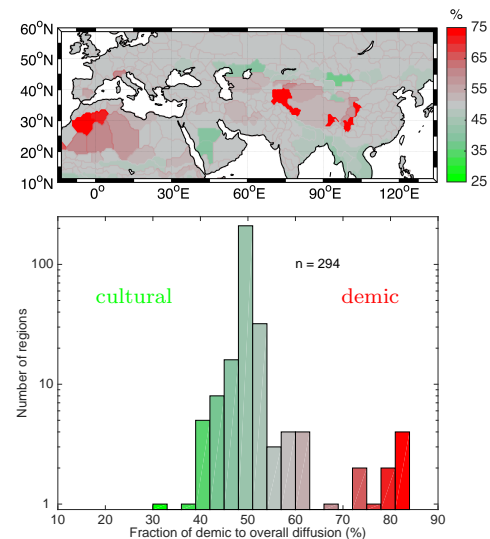 %
60°N
50°N
40°N
30°N
20°N
10°N
75
65
55
45
35
25
0°
30°E
60°E
90°E
120°E
100
10
1
Number of regions
n = 294
cultural
demic
10 20 30 40 50 60 70 80 90
Fraction of demic to overall diffusion (%)